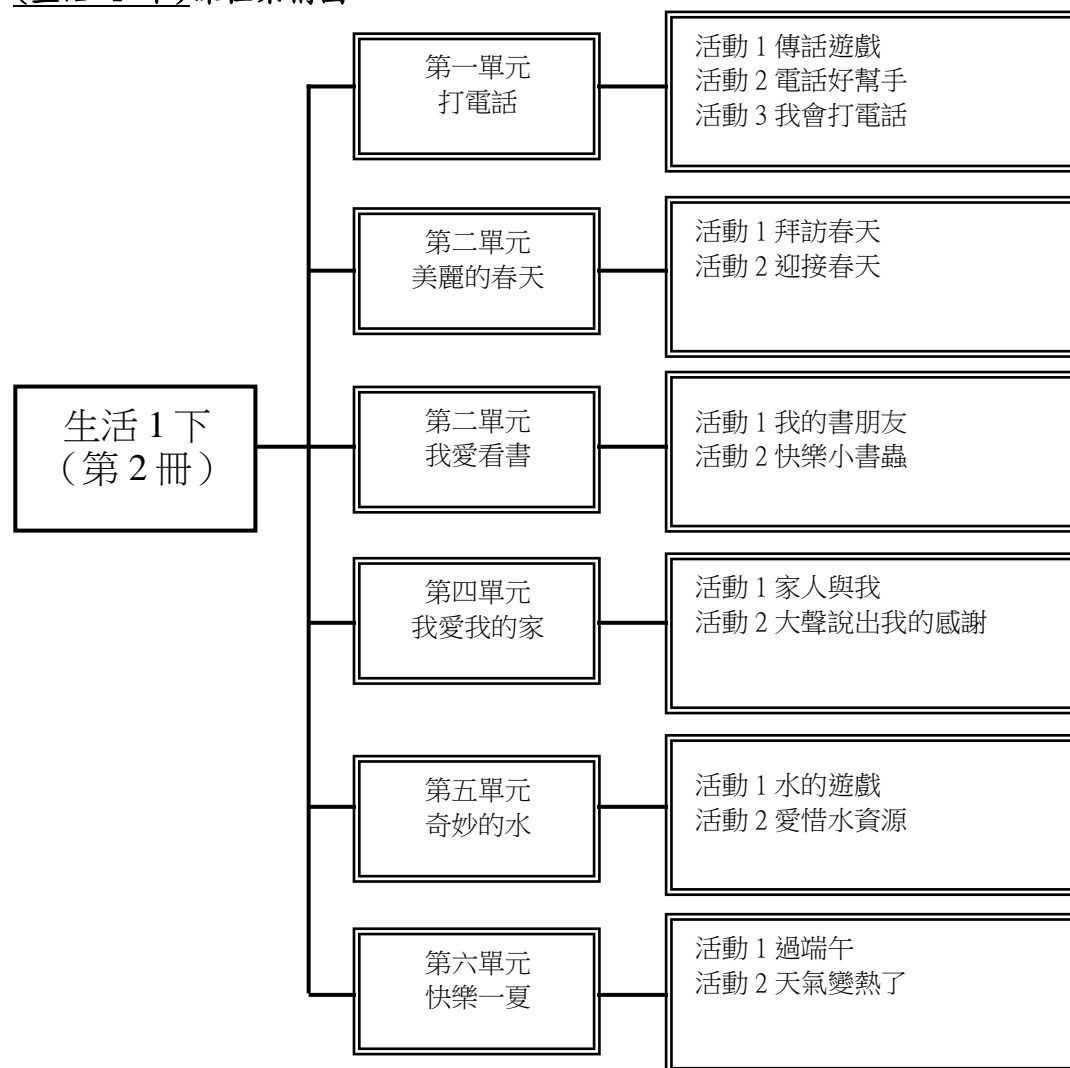 生活1下
（第2冊）
第一單元
打電話
活動1傳話遊戲
活動2電話好幫手
活動3我會打電話
第二單元
美麗的春天
活動1拜訪春天
活動2迎接春天
第二單元
我愛看書
活動1我的書朋友
活動2快樂小書蟲
第四單元
我愛我的家
活動1家人與我
活動2大聲說出我的感謝
第五單元
奇妙的水
活動1水的遊戲
活動2愛惜水資源
第六單元
快樂一夏
活動1過端午
活動2天氣變熱了